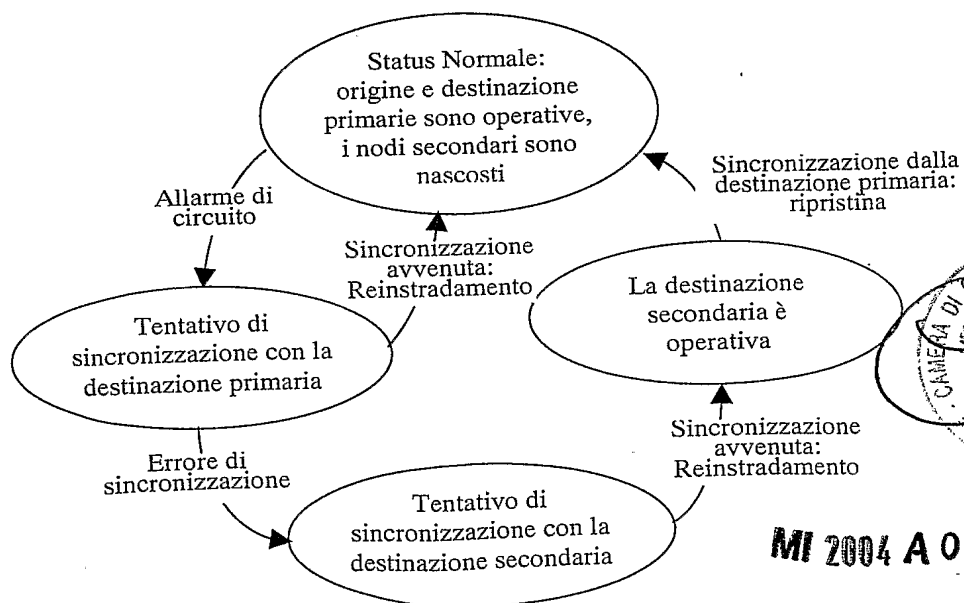 Status Normale:
origine e destinazione
primarie sono operative,
i nodi secondari sono
nascosti
Allarme di
circuito
Sincronizzazione
avvenuta:
Reinstradamento
Sincronizzazione dalla
destinazione primaria:
ripristina
Tentativo di
sincronizzazione con la
destinazione primaria
La destinazione
secondaria è
operativa
Errore di
sincronizzazione
Sincronizzazione
avvenuta:
Reinstradamento
Tentativo di
sincronizzazione con la
destinazione secondaria
CAMERA DI
MI 2004 A 0